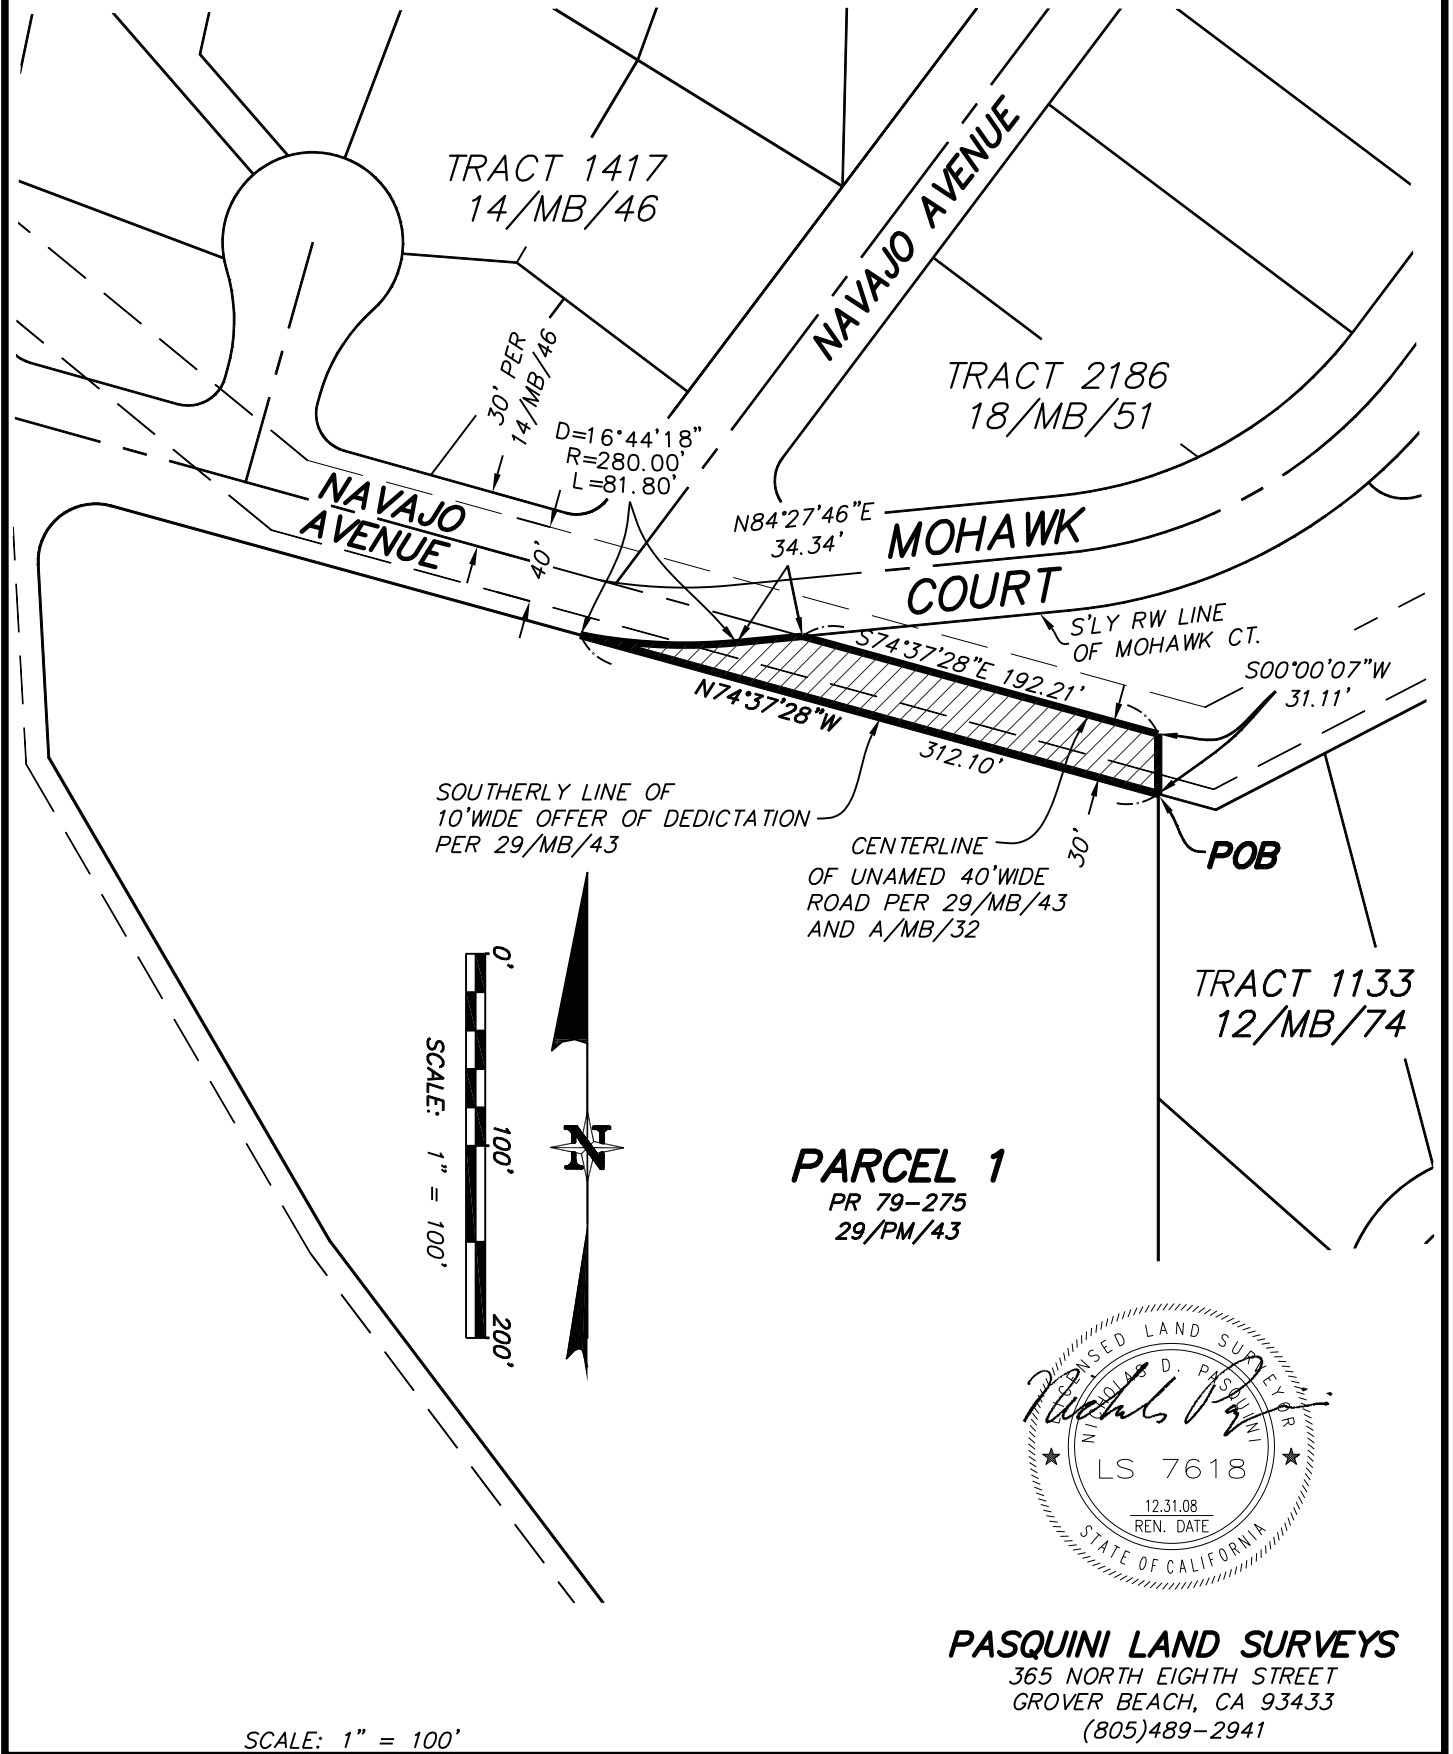 TRACT 1417
14/MB/46
NAVAJO AVENUE
30' PER
14/MB/46
TRACT 2186
18/MB/51
D=16°44'18"
R=280.00'
L=81.80'
NAVAJO
AVENUE
40'
N84°27'46"E
34.34'
MOHAWK
COURT
S'LY RW LINE
OF MOHAWK CT.
S74°37'28"E 192.21'
S00°00'07"W
31.11'
N74°37'28"W
312.10'
SOUTHERLY LINE OF
10'WIDE OFFER OF DEDICTATION
PER 29/MB/43
CENTERLINE
OF UNAMED 40'WIDE
ROAD PER 29/MB/43
AND A/MB/32
30'
POB
TRACT 1133
12/MB/74
0'
100'
200'
SCALE: 1" = 100'
N
PARCEL 1
PR 79-275
29/PM/43
LICENSED LAND SURVEYOR
NICHOLAS D. PASQUINI
LS 7618
12.31.08
REN. DATE
STATE OF CALIFORNIA
PASQUINI LAND SURVEYS
365 NORTH EIGHTH STREET
GROVER BEACH, CA 93433
(805)489-2941
SCALE: 1" = 100'